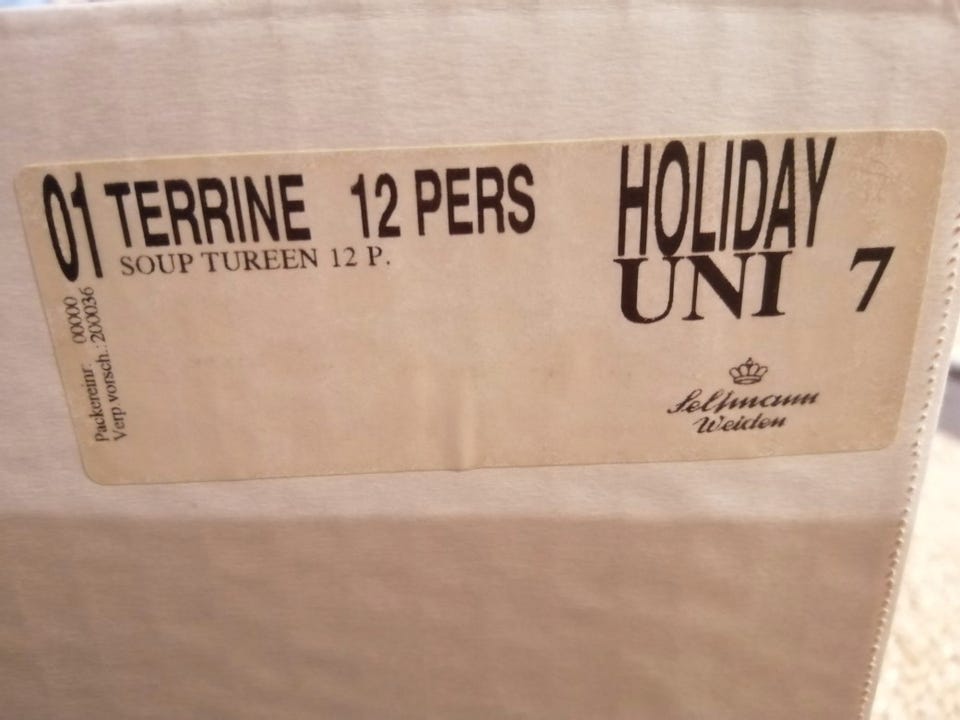 01 TERRINE 12 PERS
SOUP TUREEN 12 P.
HOLIDAY
UNI 7
Packereinr. 00000
Verp.vorsch.: 200036
Seltmann
Weiden